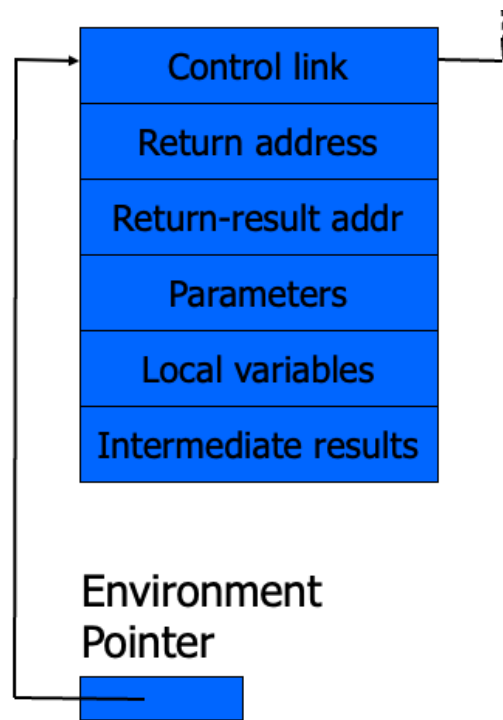 Control link
Return address
Return-result addr
Parameters
Local variables
Intermediate results
Environment
Pointer